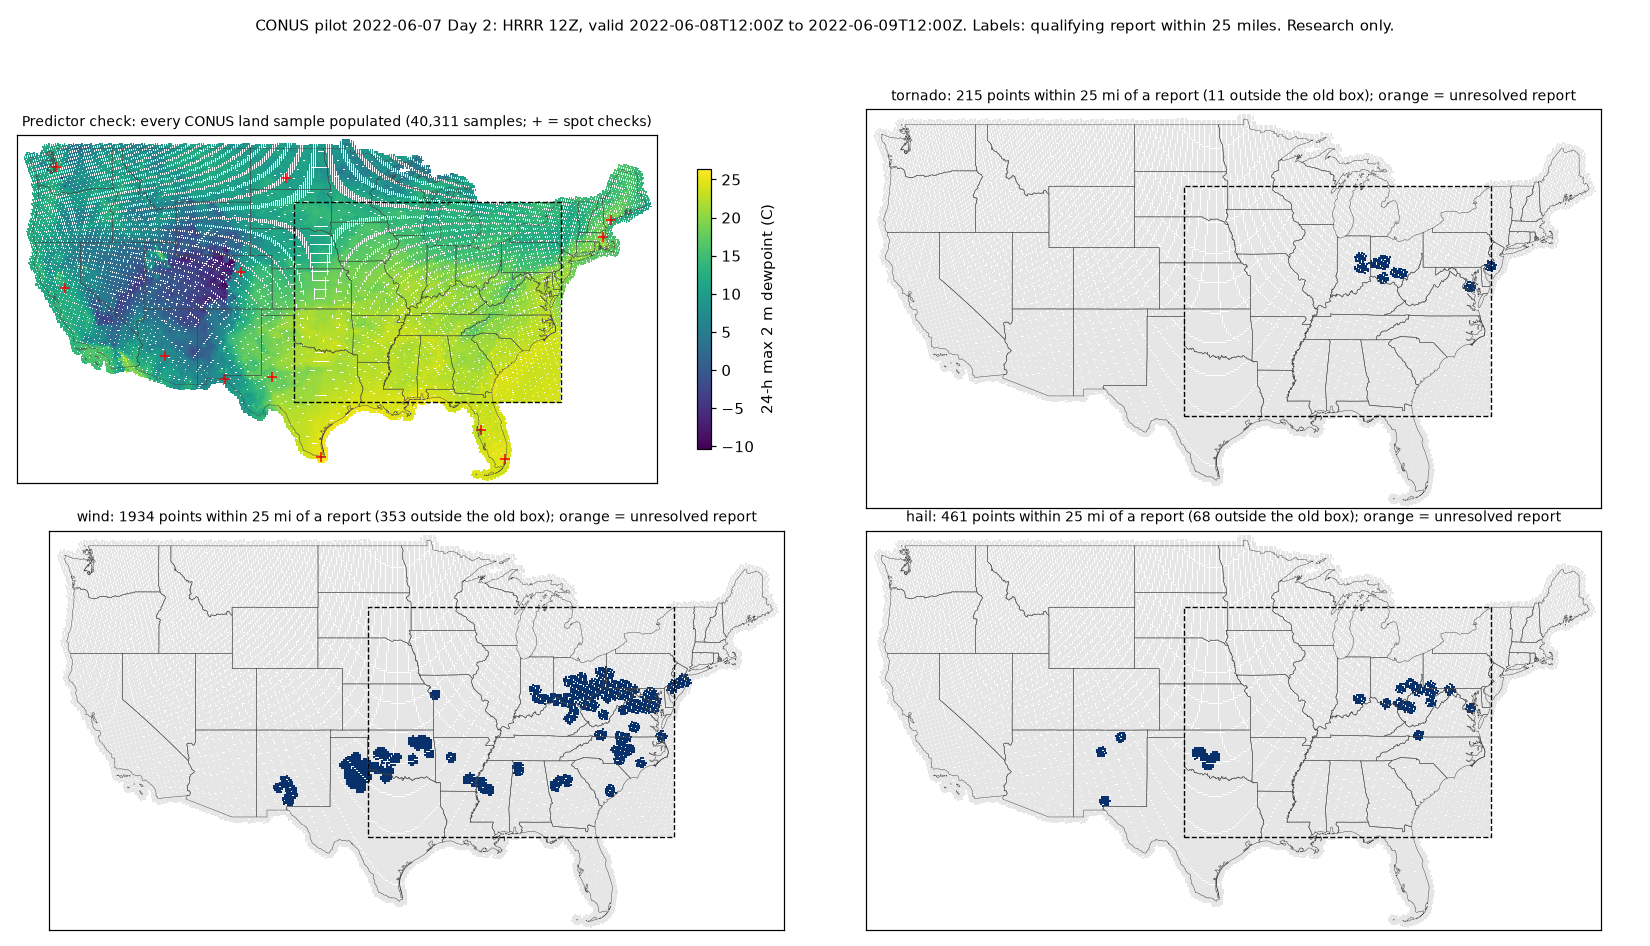 CONUS pilot 2022-06-07 Day 2: HRRR 12Z, valid 2022-06-08T12:00Z to 2022-06-09T12:00Z. Labels: qualifying report within 25 miles. Research only.
Predictor check: every CONUS land sample populated (40,311 samples; + = spot checks)
25
20
15
10
5
0
−5
−10
24-h max 2 m dewpoint (C)
tornado: 215 points within 25 mi of a report (11 outside the old box); orange = unresolved report
wind: 1934 points within 25 mi of a report (353 outside the old box); orange = unresolved report
hail: 461 points within 25 mi of a report (68 outside the old box); orange = unresolved report